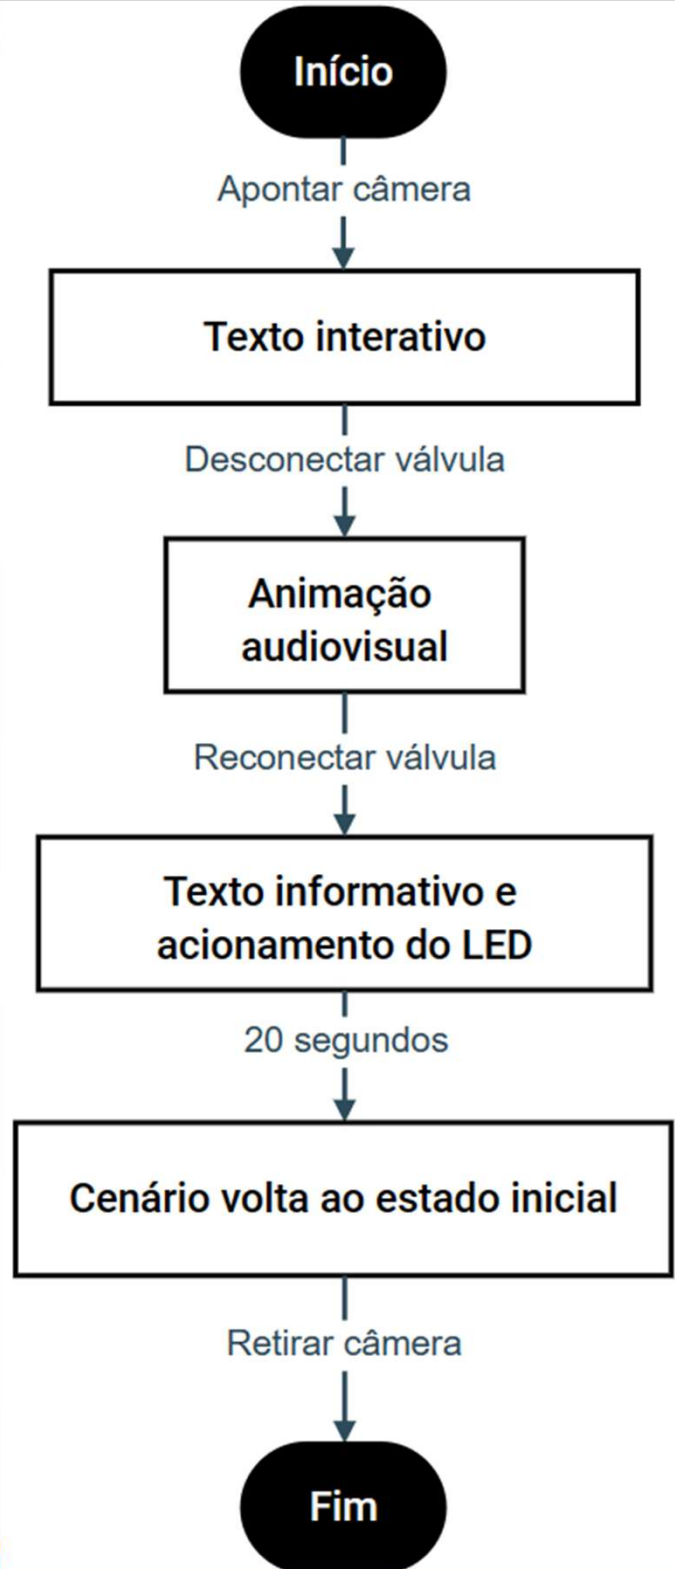 Início
Apontar câmera
Texto interativo
Desconectar válvula
Animação
audiovisual
Reconectar válvula
Texto informativo e
acionamento do LED
20 segundos
Cenário volta ao estado inicial
Retirar câmera
Fim